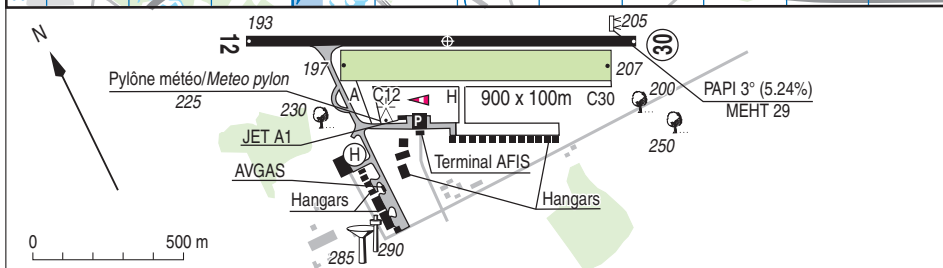 193
205
N
12
30
197
207
Pylône météo/Meteo pylon
225
A
C12
H
900 x 100m
C30
200
PAPI 3° (5.24%)
MEHT 29
230
P
250
JET A1
H
Terminal AFIS
AVGAS
Hangars
Hangars
0
500 m
290
285